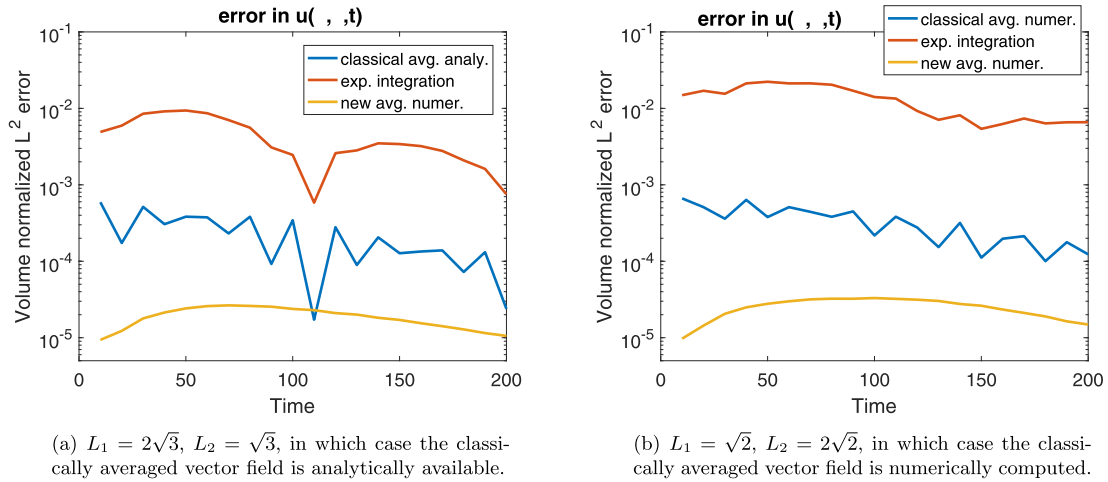 error in u( , ,t)
10^-1
10^-2
10^-3
10^-4
10^-5
Volume normalized L^2 error
classical avg. analy.
exp. integration
new avg. numer.
0
50
100
150
200
Time
(a) L_1 = 2√3, L_2 = √3, in which case the classi-
cally averaged vector field is analytically available.
error in u( , ,t)
10^-1
10^-2
10^-3
10^-4
10^-5
Volume normalized L^2 error
classical avg. numer.
exp. integration
new avg. numer.
0
50
100
150
200
Time
(b) L_1 = √2, L_2 = 2√2, in which case the classi-
cally averaged vector field is numerically computed.